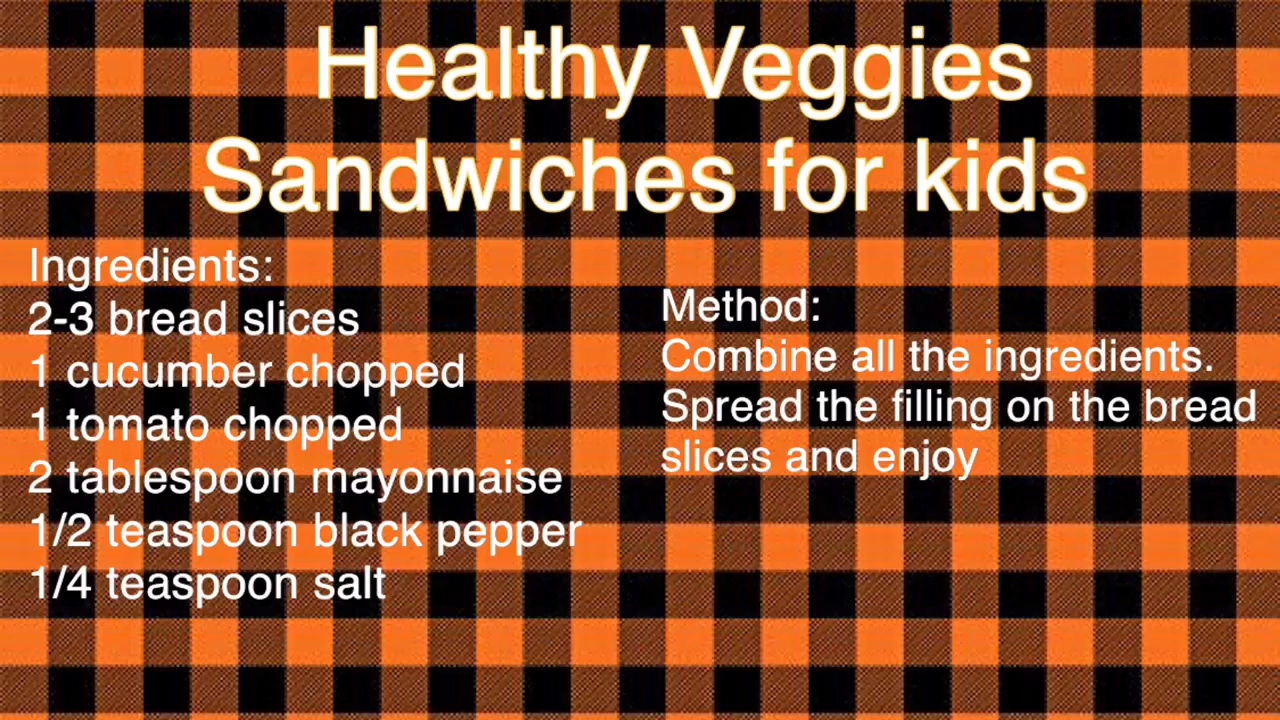 Healthy Veggies
Sandwiches for kids
Ingredients:
2-3 bread slices
1 cucumber chopped
1 tomato chopped
2 tablespoon mayonnaise
1/2 teaspoon black pepper
1/4 teaspoon salt
Method:
Combine all the ingredients.
Spread the filling on the bread
slices and enjoy